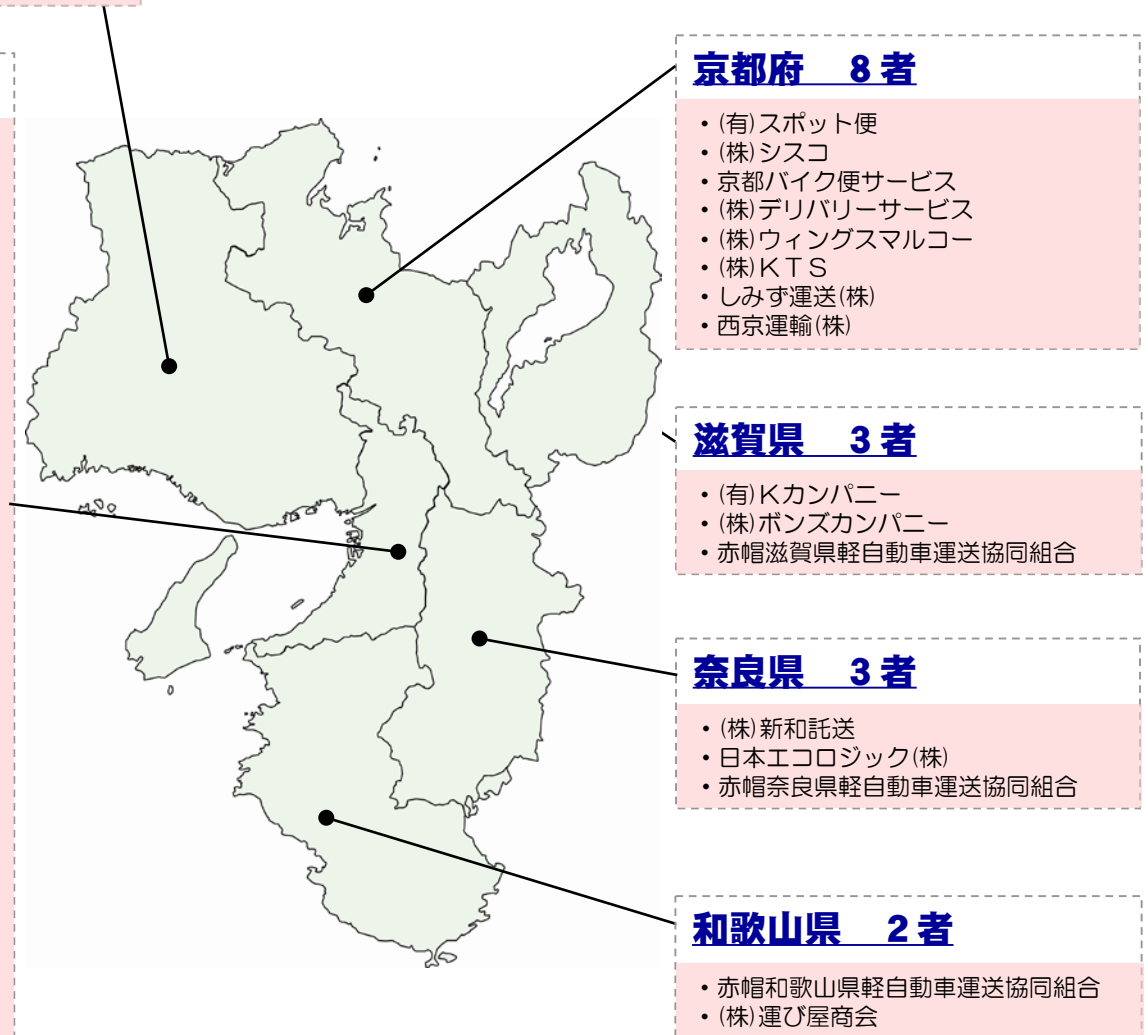 京都府　8者
・(有)スポット便
・(株)シスコ
・京都バイク便サービス
・(株)デリバリーサービス
・(株)ウィングスマルコー
・(株)KTS
・しみず運送(株)
・西京運輸(株)
滋賀県　3者
・(有)Kカンパニー
・(株)ボンズカンパニー
・赤帽滋賀県軽自動車運送協同組合
奈良県　3者
・(株)新和託送
・日本エコロジック(株)
・赤帽奈良県軽自動車運送協同組合
和歌山県　2者
・赤帽和歌山県軽自動車運送協同組合
・(株)運び屋商会